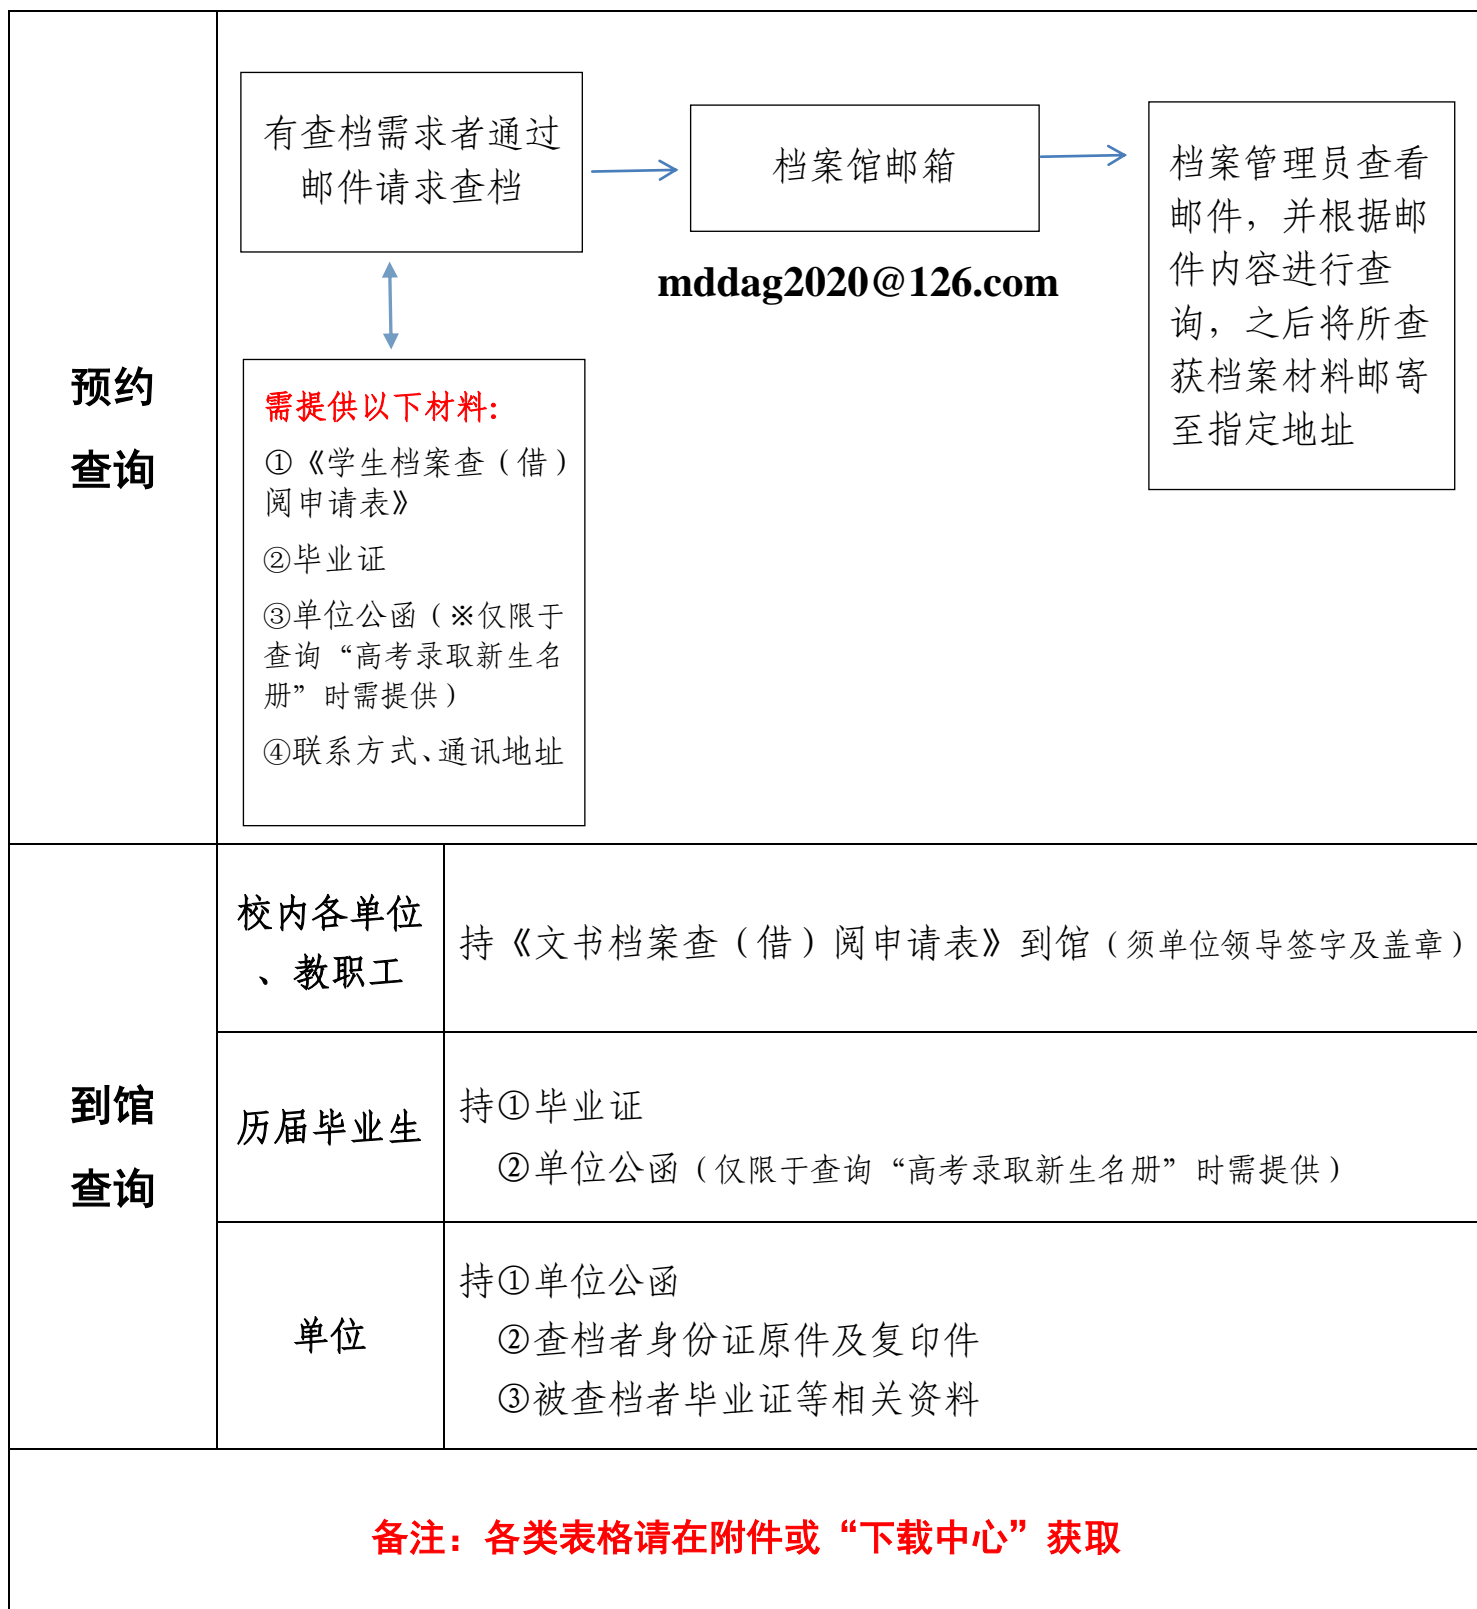 预约
查询
有查档需求者通过
邮件请求查档
档案馆邮箱
mddag2020@126.com
档案管理员查看
邮件，并根据邮
件内容进行查
询，之后将所查
获档案材料邮寄
至指定地址
需提供以下材料:
①《学生档案查（借）
阅申请表》
②毕业证
③单位公函（※仅限于
查询“高考录取新生名
册”时需提供）
④联系方式、通讯地址
到馆
查询
校内各单位
、教职工
持《文书档案查（借）阅申请表》到馆（须单位领导签字及盖章）
历届毕业生
持①毕业证
②单位公函（仅限于查询“高考录取新生名册”时需提供）
单位
持①单位公函
②查档者身份证原件及复印件
③被查档者毕业证等相关资料
备注：各类表格请在附件或“下载中心”获取